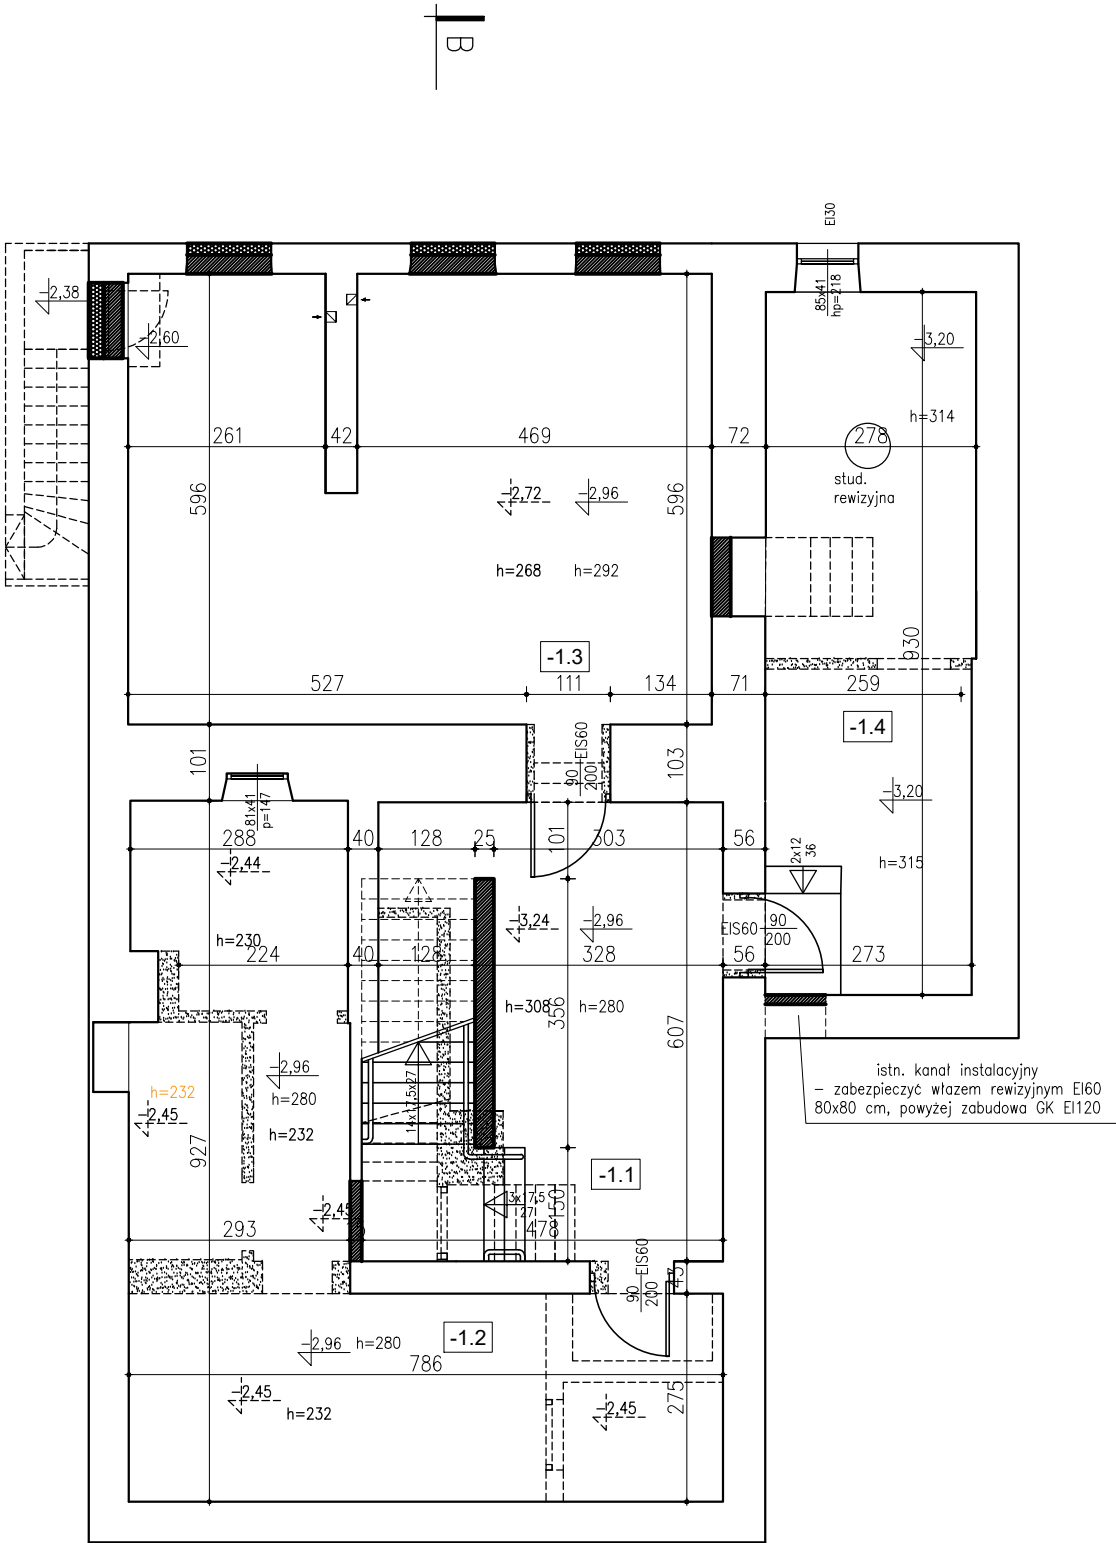 B
EI30
-2,38
-2,60
85x41
hp=218
-3,20
h=314
261
42
469
72
278
stud.
rewizyjna
596
-2,72
-2,96
596
h=268
h=292
930
-1.3
527
111
134
71
259
-1.4
101
90
200
EIS60
103
81x41
p=147
-3,20
288
40
128
25
101
303
56
2x12
36
-2,44
h=315
-3,24
-2,96
EIS60
90
200
h=230
224
40
128
328
56
273
h=308
356
h=280
607
istn. kanał instalacyjny
- zabezpieczyć włazem rewizyjnym EI60
80x80 cm, powyżej zabudowa GK EI120
h=232
-2,96
h=280
-2,45
h=232
14x17,5x27
927
-1.1
3x17,5
27
150
-2,45
293
478
90
200
EIS60
45
-1.2
-2,96
h=280
786
-2,45
h=232
-2,45
275